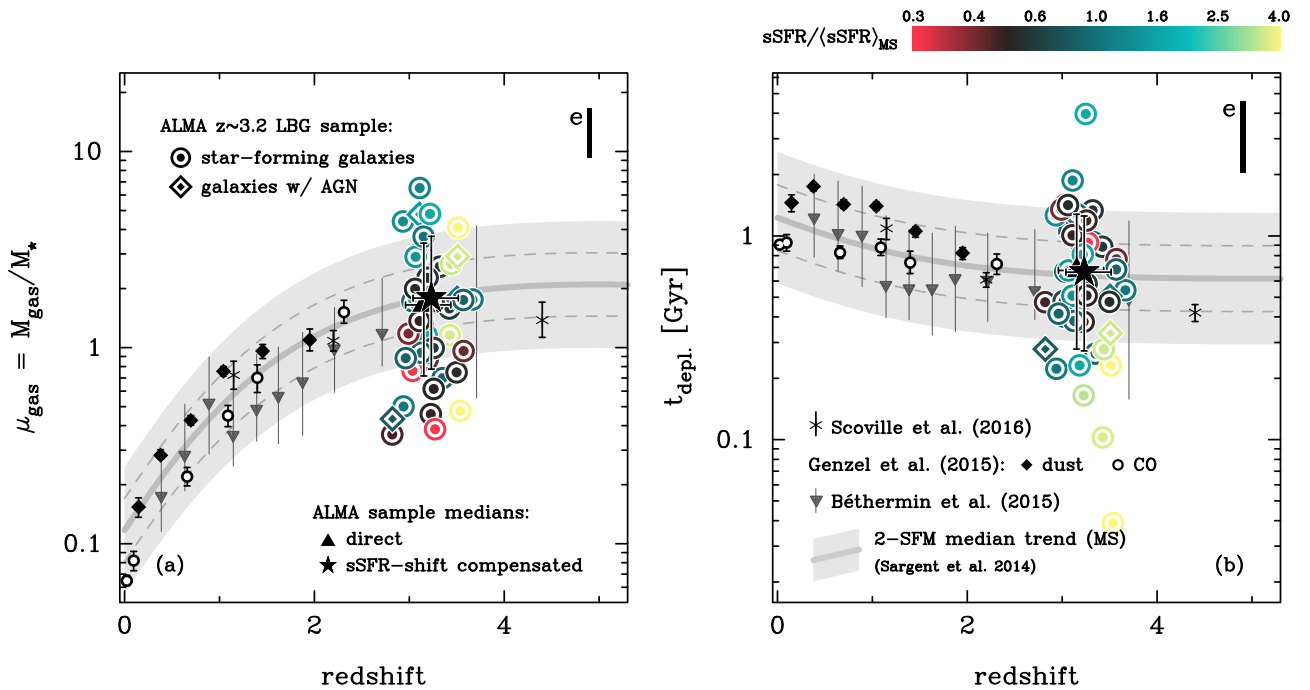 sSFR/⟨sSFR⟩MS
0.3 0.4 0.6 1.0 1.6 2.5 4.0
ALMA z~3.2 LBG sample:
star-forming galaxies
galaxies w/ AGN
e
10
1
0.1
μgas = Mgas/M★
ALMA sample medians:
direct
sSFR-shift compensated
(a)
0 2 4
redshift
e
1
0.1
tdepl. [Gyr]
Scoville et al. (2016)
Genzel et al. (2015): dust CO
Béthermin et al. (2015)
2-SFM median trend (MS)
(Sargent et al. 2014)
(b)
0 2 4
redshift